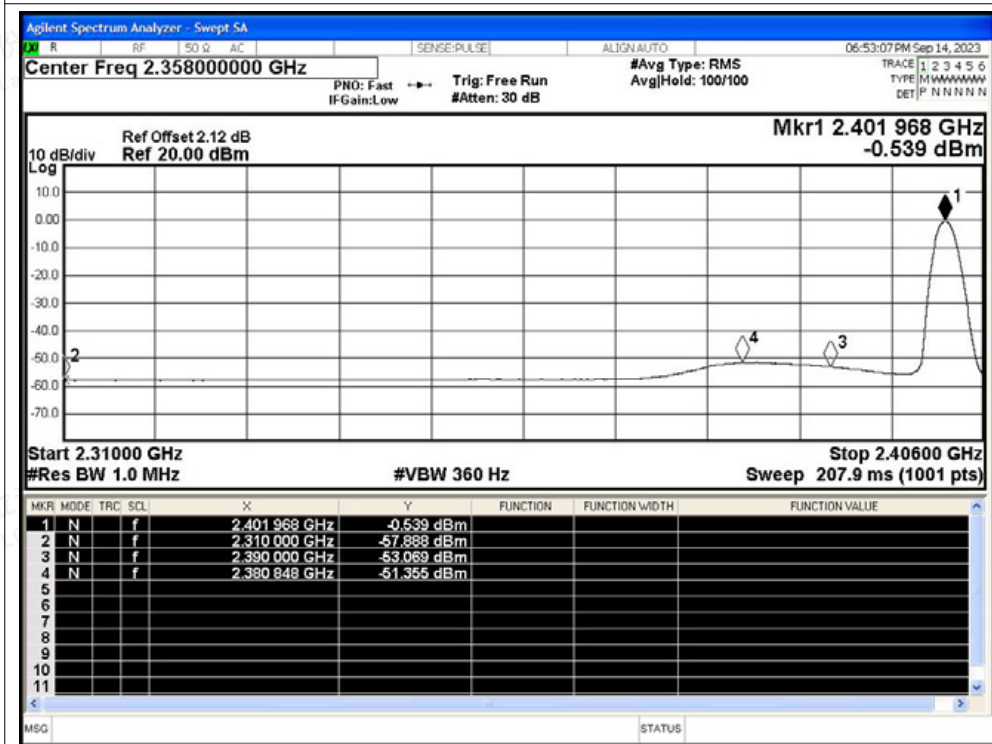 Agilent Spectrum Analyzer - Swept SA
LXI R RF 50 Ω AC SENSE:PULSE ALIGN AUTO 06:53:07 PM Sep 14, 2023
Center Freq 2.358000000 GHz #Avg Type: RMS TRACE 1 2 3 4 5 6
PNO: Fast Trig: Free Run Avg|Hold: 100/100 TYPE M WWWWW
IFGain:Low #Atten: 30 dB DET P N N N N N
Mkr1 2.401 968 GHz
Ref Offset 2.12 dB
10 dB/div Ref 20.00 dBm -0.539 dBm
Log
10.0
1
0.00
-10.0
-20.0
-30.0
-40.0
4
3
-50.0
2
-60.0
-70.0
Start 2.31000 GHz Stop 2.40600 GHz
#Res BW 1.0 MHz #VBW 360 Hz Sweep 207.9 ms (1001 pts)
MKR MODE TRC SCL X Y FUNCTION FUNCTION WIDTH FUNCTION VALUE
1 N f 2.401 968 GHz -0.539 dBm
2 N f 2.310 000 GHz -57.888 dBm
3 N f 2.390 000 GHz -53.069 dBm
4 N f 2.380 848 GHz -51.355 dBm
5
6
7
8
9
10
11
MSG STATUS